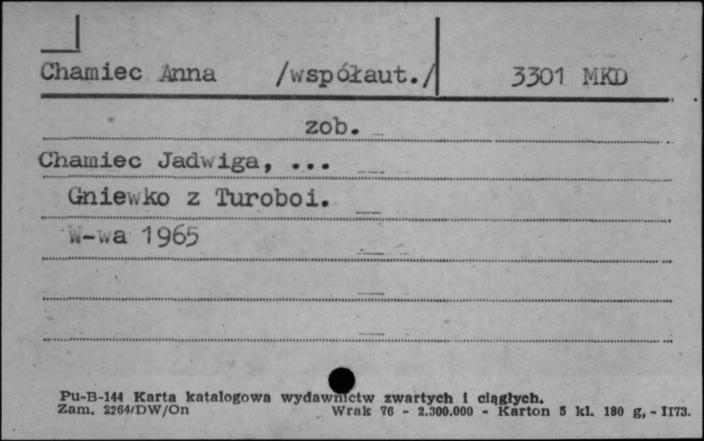 Chamiec Anna /współaut./ 3301 MKD
zob.
Chamiec Jadwiga, ...
Gniewko z Turoboi.
W-wa 1965
Pu-B-144 Karta katalogowa wydawnictw zwartych i ciągłych.
Zam. 2264/DW/On Wrak 76 - 2.300.000 - Karton 5 kl. 180 g, - II73.